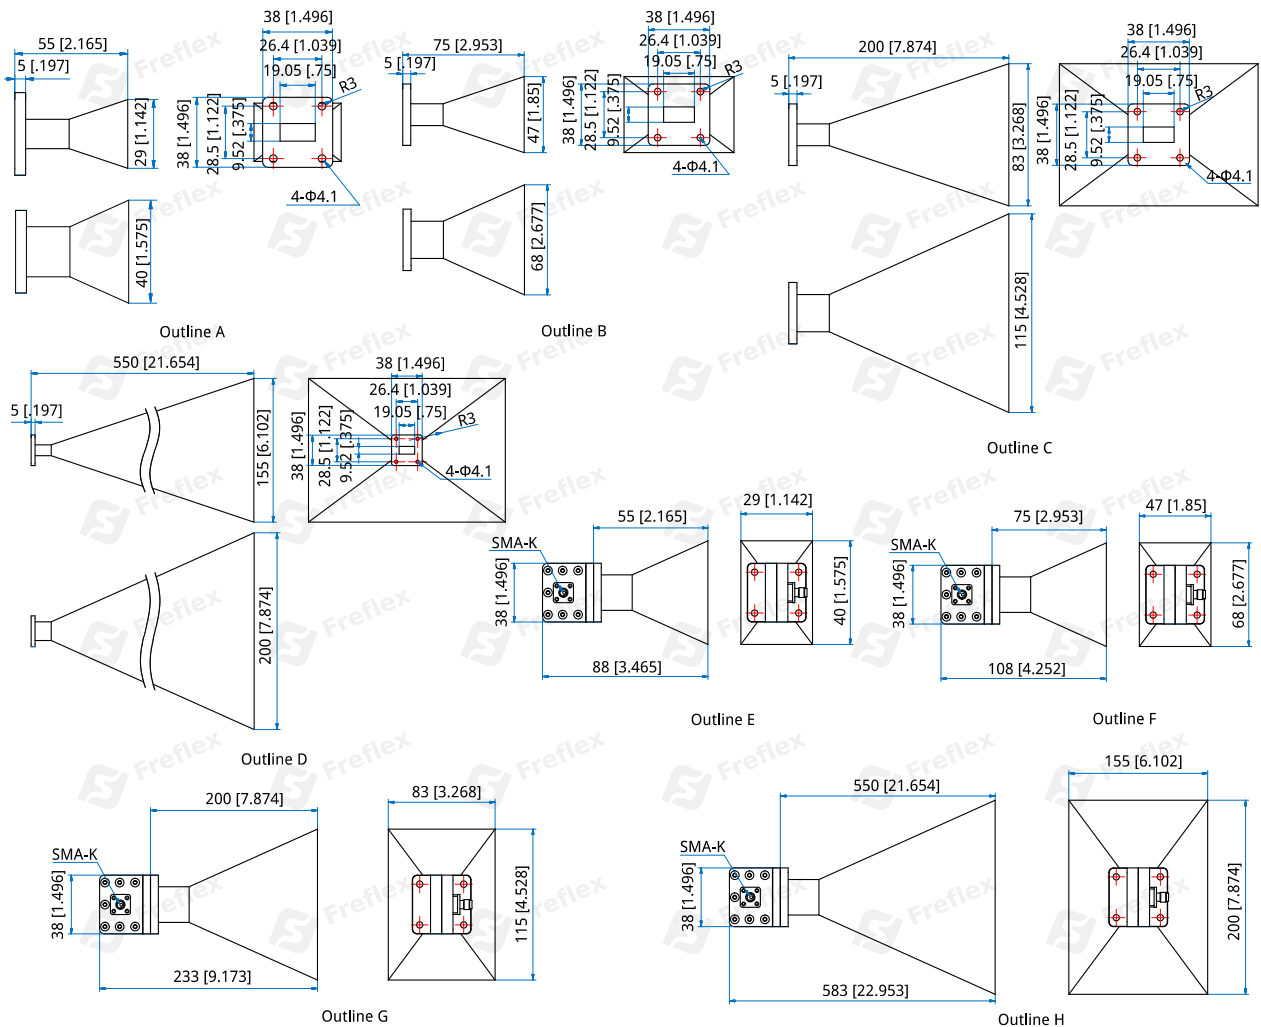 55 [2.165]
5 [.197]
29 [1.142]
40 [1.575]
38 [1.496]
26.4 [1.039]
19.05 [.75]
R3
38 [1.496]
28.5 [1.122]
9.52 [.375]
4-Φ4.1
Outline A
75 [2.953]
5 [.197]
47 [1.85]
68 [2.677]
38 [1.496]
26.4 [1.039]
19.05 [.75]
R3
38 [1.496]
28.5 [1.122]
9.52 [.375]
4-Φ4.1
Outline B
200 [7.874]
5 [.197]
83 [3.268]
115 [4.528]
38 [1.496]
26.4 [1.039]
19.05 [.75]
R3
38 [1.496]
28.5 [1.122]
9.52 [.375]
4-Φ4.1
Outline C
550 [21.654]
5 [.197]
155 [6.102]
200 [7.874]
38 [1.496]
26.4 [1.039]
19.05 [.75]
R3
38 [1.496]
28.5 [1.122]
9.52 [.375]
4-Φ4.1
Outline D
55 [2.165]
SMA-K
38 [1.496]
88 [3.465]
29 [1.142]
40 [1.575]
Outline E
75 [2.953]
SMA-K
38 [1.496]
108 [4.252]
47 [1.85]
68 [2.677]
Outline F
200 [7.874]
SMA-K
38 [1.496]
233 [9.173]
83 [3.268]
115 [4.528]
Outline G
550 [21.654]
SMA-K
38 [1.496]
583 [22.953]
155 [6.102]
200 [7.874]
Outline H
Freflex